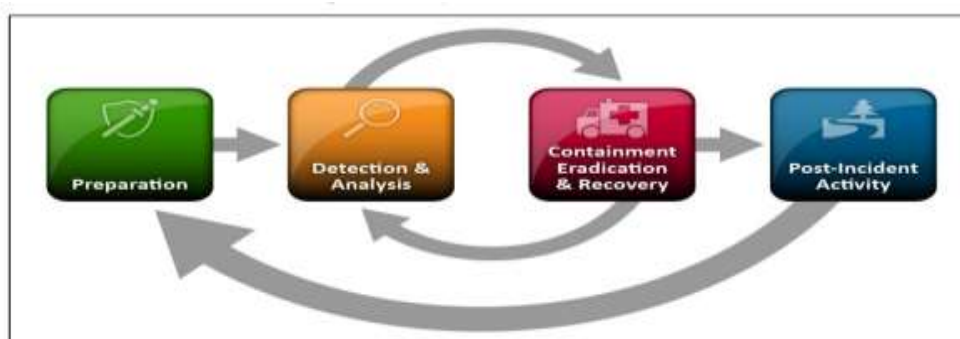 Preparation
Detection &
Analysis
Containment
Eradication
& Recovery
Post-Incident
Activity